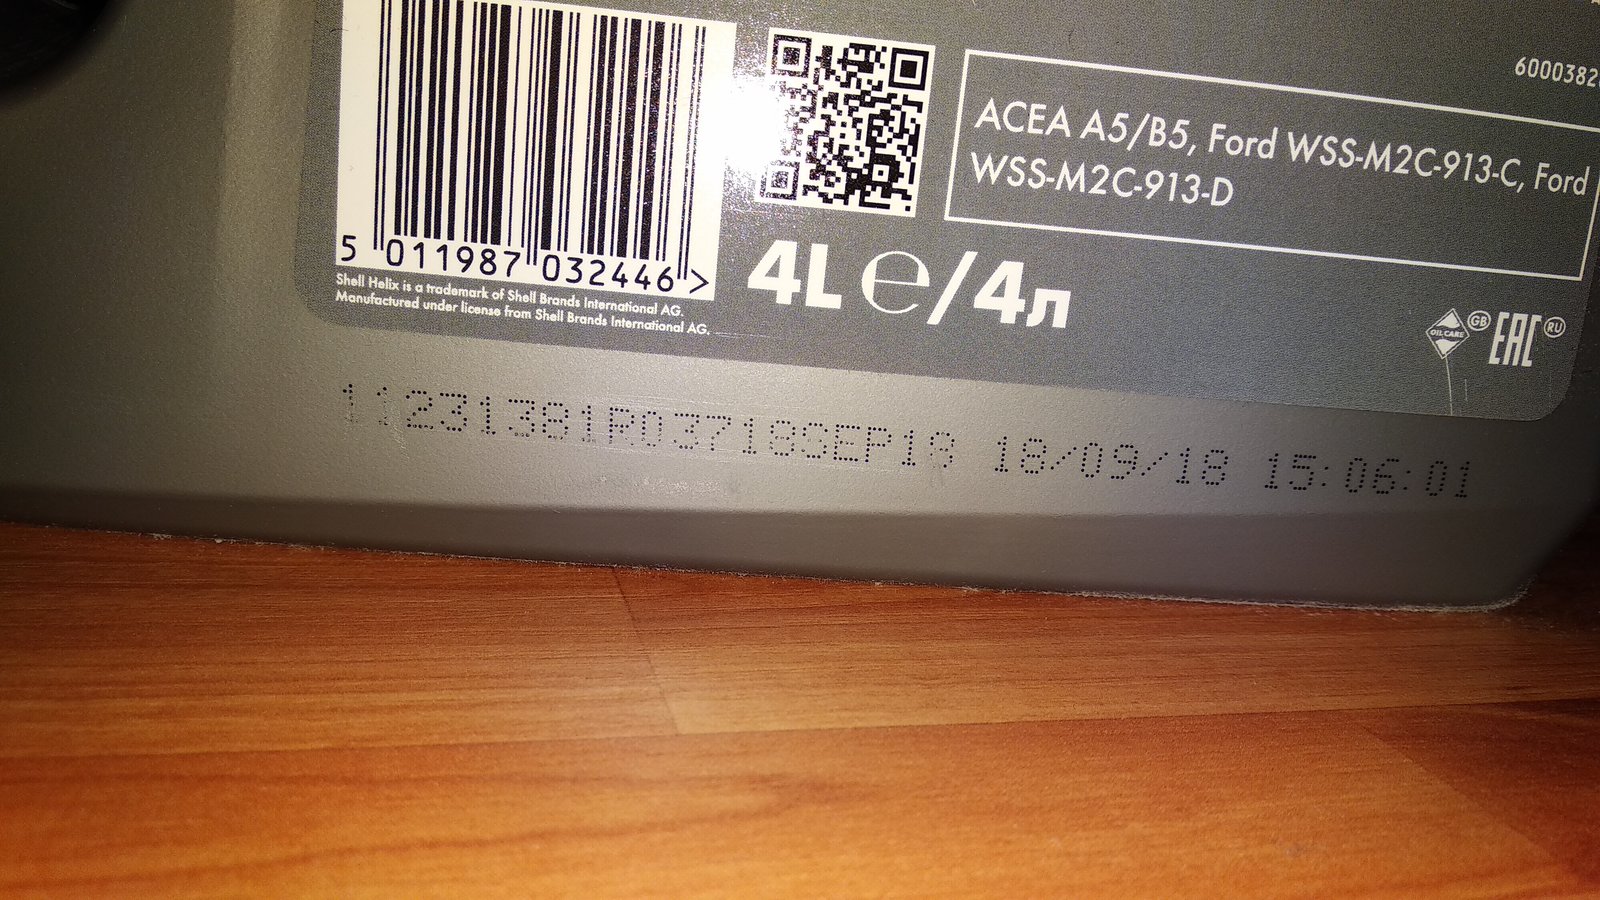 6000382
ACEA A5/B5, Ford WSS-M2C-913-C, Ford
WSS-M2C-913-D
5 011987 032446 >
Shell Helix is a trademark of Shell Brands International AG.
Manufactured under license from Shell Brands International AG.
4L e/4л
OIL CARE GB EAC RU
11231381P03718SEP18 18/09/18 15:06:01